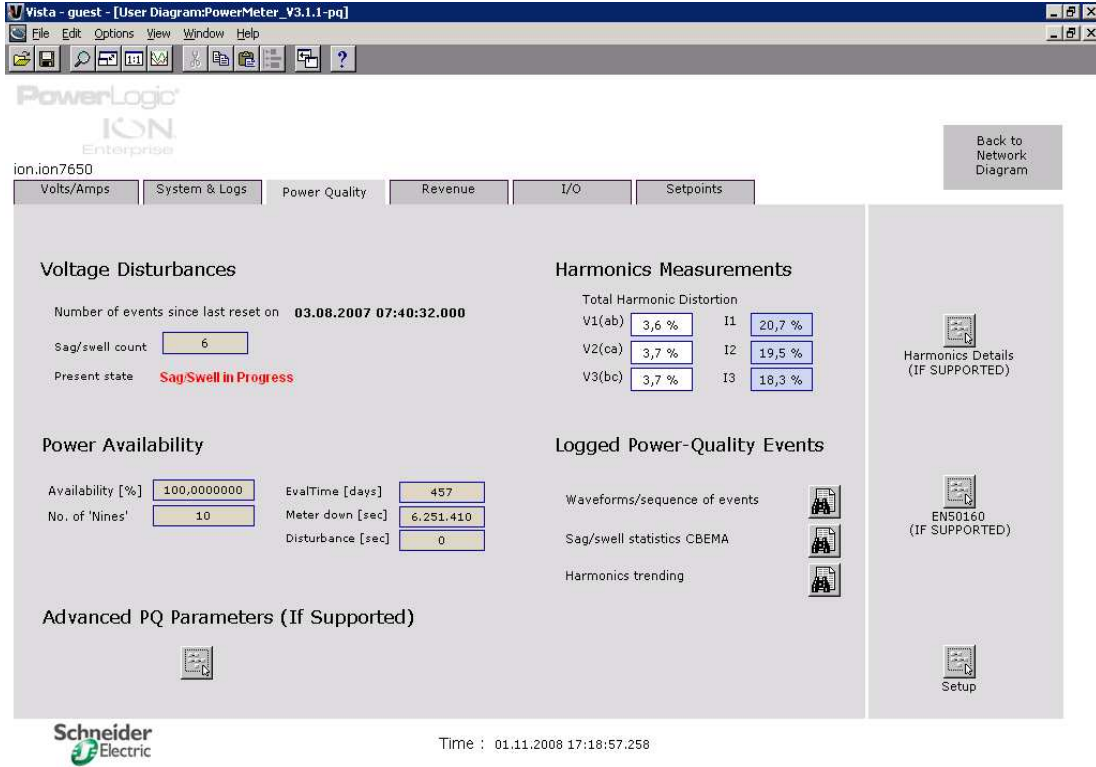 Vista - guest - [User Diagram:PowerMeter_V3.1.1-pq]
File Edit Options View Window Help
1:1 ?
PowerLogic®
ION
Enterprise
Back to
Network
Diagram
ion.ion7650
Volts/Amps System & Logs Power Quality Revenue I/O Setpoints
Voltage Disturbances
Number of events since last reset on 03.08.2007 07:40:32.000
Sag/swell count 6
Present state Sag/Swell in Progress
Harmonics Measurements
Total Harmonic Distortion
V1(ab) 3,6 % I1 20,7 %
V2(ca) 3,7 % I2 19,5 %
V3(bc) 3,7 % I3 18,3 %
Harmonics Details
(IF SUPPORTED)
Power Availability
Availability [%] 100,0000000 EvalTime [days] 457
No. of 'Nines' 10 Meter down [sec] 6.251.410
Disturbance [sec] 0
Logged Power-Quality Events
Waveforms/sequence of events
Sag/swell statistics CBEMA
Harmonics trending
EN50160
(IF SUPPORTED)
Advanced PQ Parameters (If Supported)
Setup
Schneider
Electric
Time : 01.11.2008 17:18:57.258